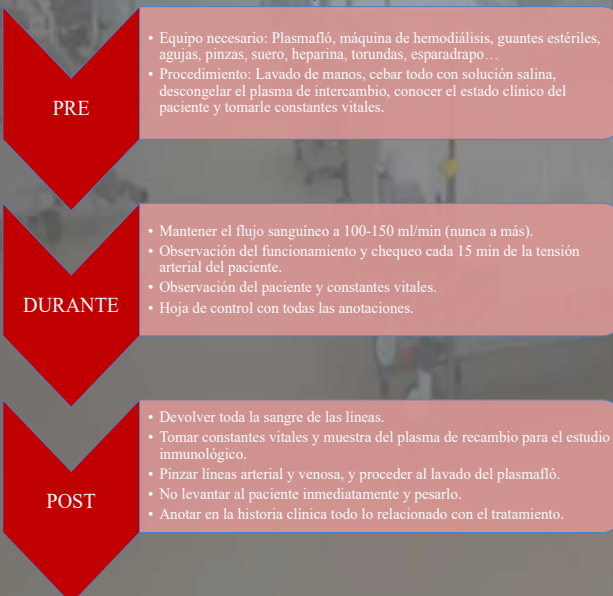 PRE
• Equipo necesario: Plasmafló, máquina de hemodiálisis, guantes estériles,
agujas, pinzas, suero, heparina, torundas, esparadrapo…
• Procedimiento: Lavado de manos, cebar todo con solución salina,
descongelar el plasma de intercambio, conocer el estado clínico del
paciente y tomarle constantes vitales.
DURANTE
• Mantener el flujo sanguíneo a 100-150 ml/min (nunca a más).
• Observación del funcionamiento y chequeo cada 15 min de la tensión
arterial del paciente.
• Observación del paciente y constantes vitales.
• Hoja de control con todas las anotaciones.
POST
• Devolver toda la sangre de las líneas.
• Tomar constantes vitales y muestra del plasma de recambio para el estudio
inmunológico.
• Pinzar líneas arterial y venosa, y proceder al lavado del plasmafló.
• No levantar al paciente inmediatamente y pesarlo.
• Anotar en la historia clínica todo lo relacionado con el tratamiento.